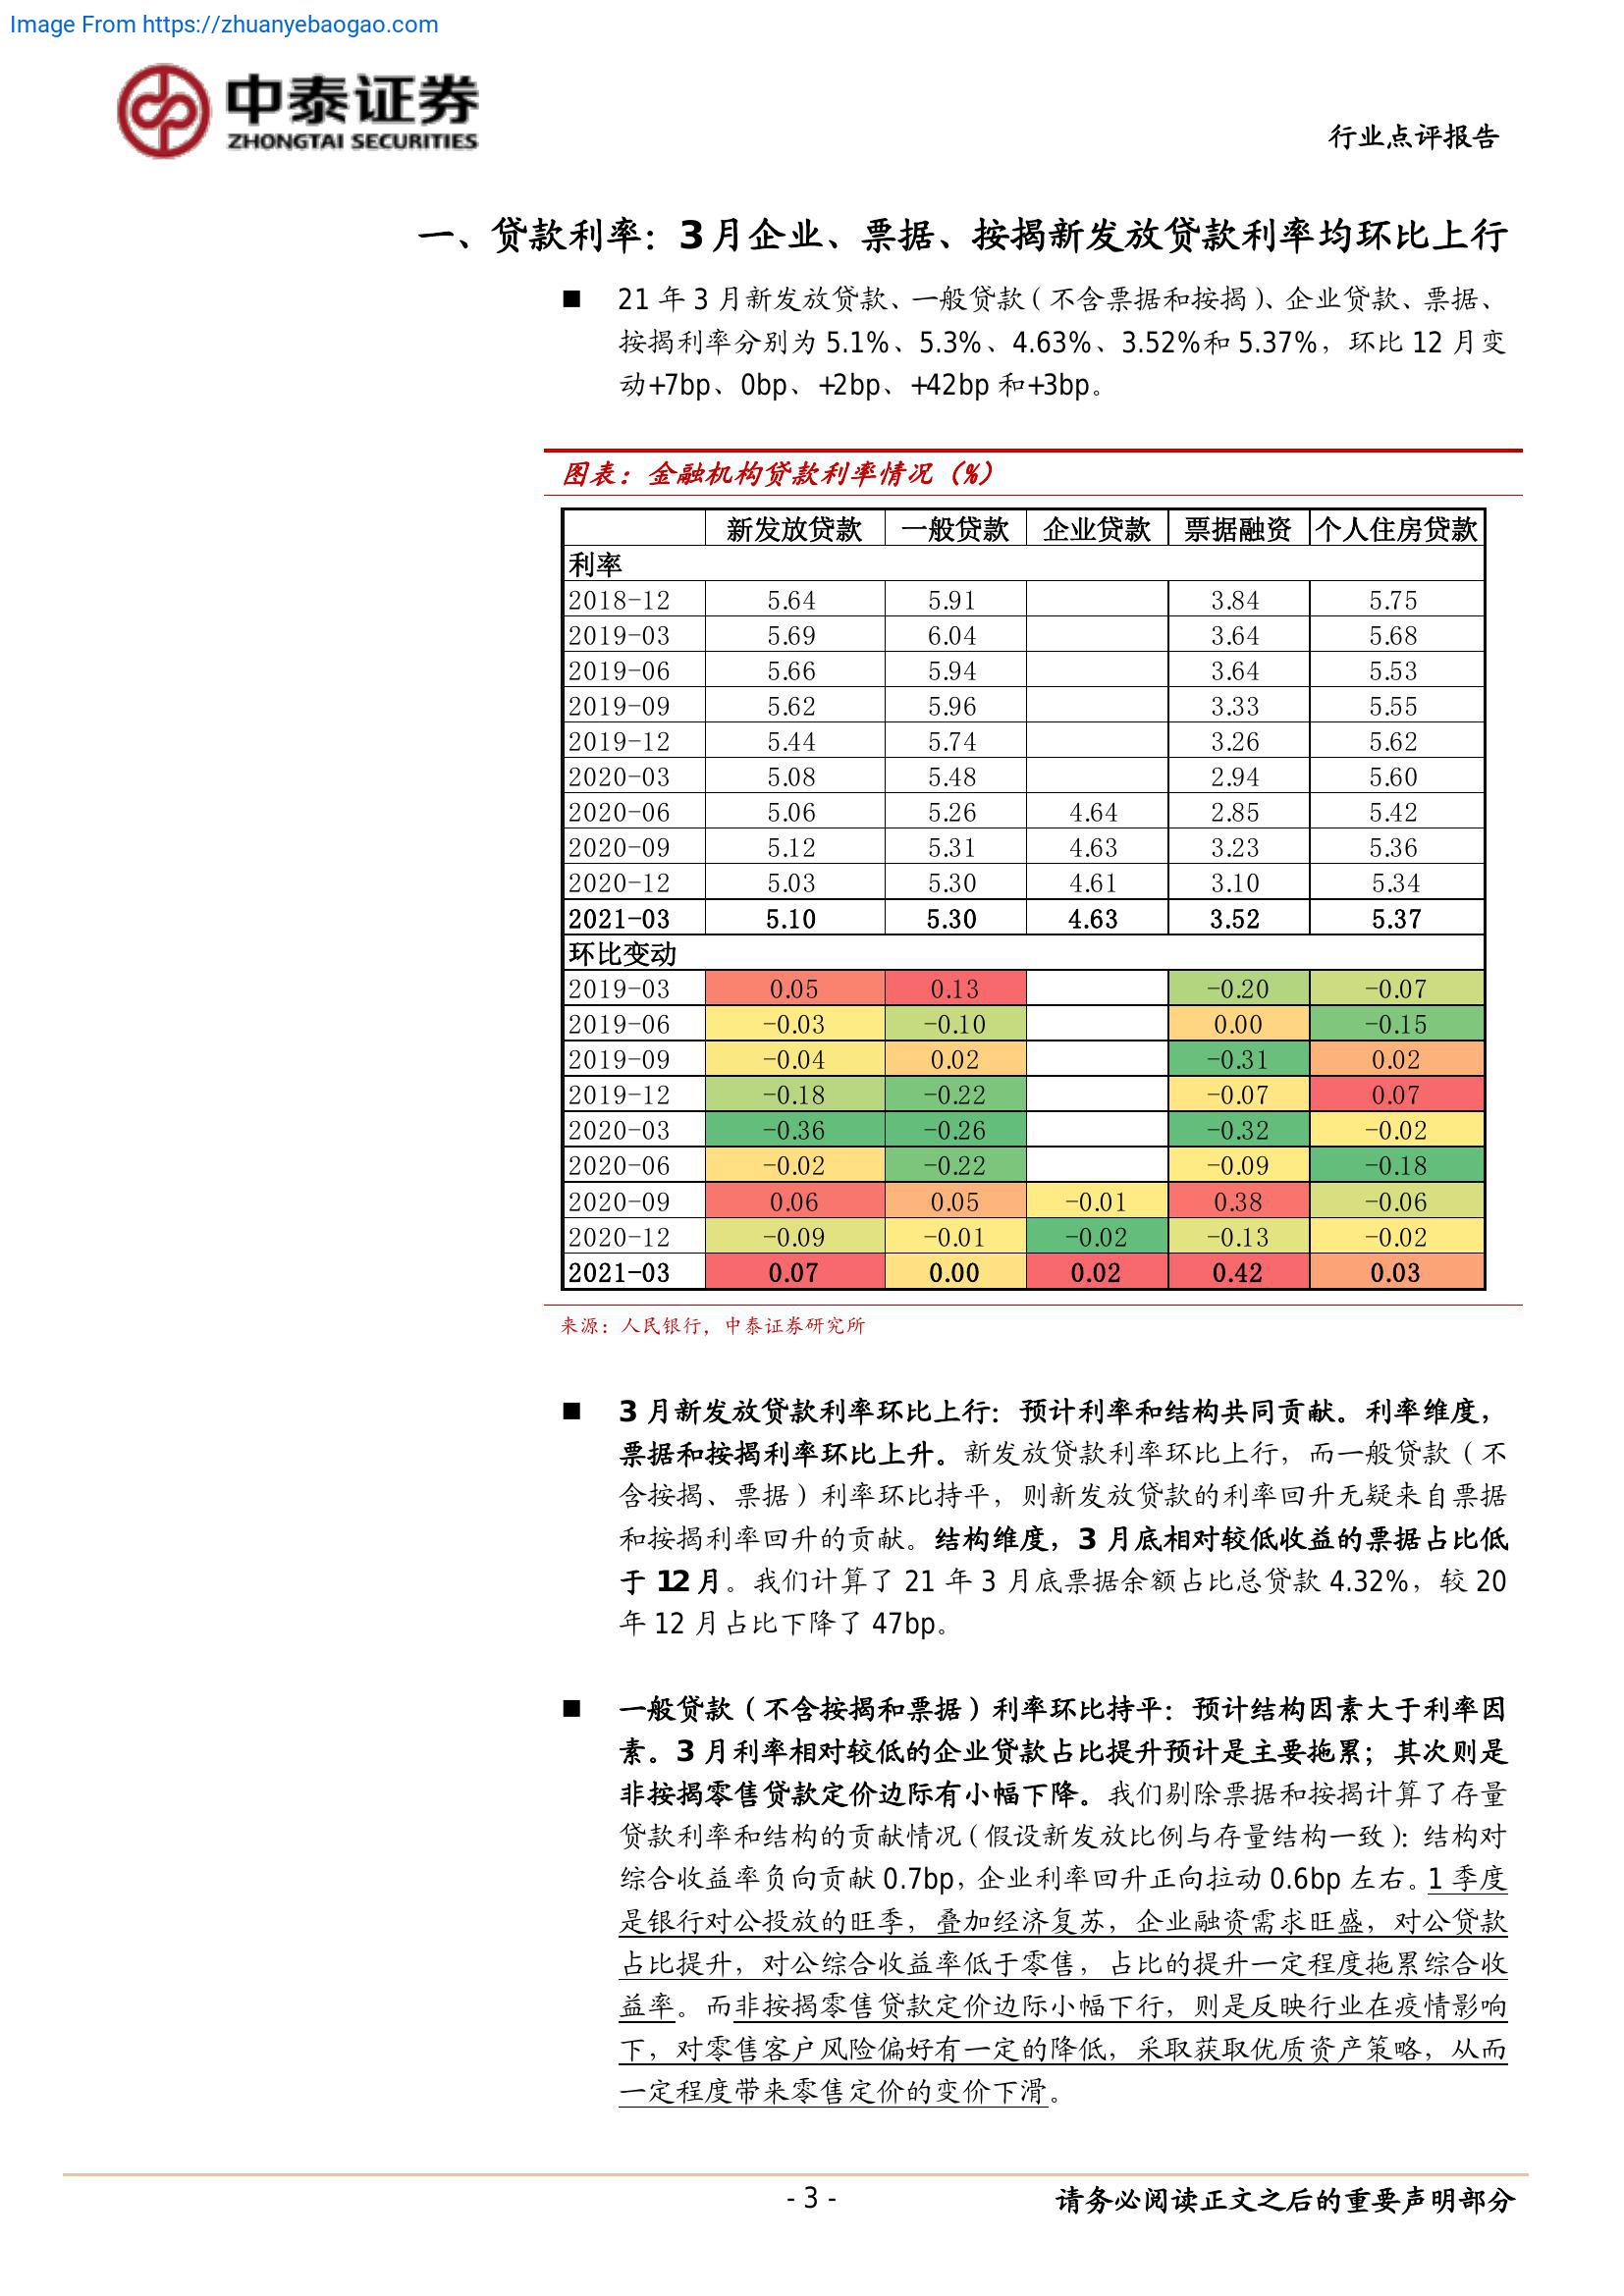 Image From https://zhuanyebaogao.com
中泰证券
ZHONGTAI SECURITIES
行业点评报告
一、贷款利率：3月企业、票据、按揭新发放贷款利率均环比上行
■ 21 年 3 月新发放贷款、一般贷款（不含票据和按揭）、企业贷款、票据、
按揭利率分别为 5.1%、5.3%、4.63%、3.52%和 5.37%，环比 12 月变
动+7bp、0bp、+2bp、+42bp 和+3bp。
图表：金融机构贷款利率情况（%）
新发放贷款 一般贷款 企业贷款 票据融资 个人住房贷款
利率
2018-12 5.64 5.91 3.84 5.75
2019-03 5.69 6.04 3.64 5.68
2019-06 5.66 5.94 3.64 5.53
2019-09 5.62 5.96 3.33 5.55
2019-12 5.44 5.74 3.26 5.62
2020-03 5.08 5.48 2.94 5.60
2020-06 5.06 5.26 4.64 2.85 5.42
2020-09 5.12 5.31 4.63 3.23 5.36
2020-12 5.03 5.30 4.61 3.10 5.34
2021-03 5.10 5.30 4.63 3.52 5.37
环比变动
2019-03 0.05 0.13 -0.20 -0.07
2019-06 -0.03 -0.10 0.00 -0.15
2019-09 -0.04 0.02 -0.31 0.02
2019-12 -0.18 -0.22 -0.07 0.07
2020-03 -0.36 -0.26 -0.32 -0.02
2020-06 -0.02 -0.22 -0.09 -0.18
2020-09 0.06 0.05 -0.01 0.38 -0.06
2020-12 -0.09 -0.01 -0.02 -0.13 -0.02
2021-03 0.07 0.00 0.02 0.42 0.03
来源：人民银行，中泰证券研究所
■ 3 月新发放贷款利率环比上行：预计利率和结构共同贡献。利率维度，
票据和按揭利率环比上升。新发放贷款利率环比上行，而一般贷款（不
含按揭、票据）利率环比持平，则新发放贷款的利率回升无疑来自票据
和按揭利率回升的贡献。结构维度，3 月底相对较低收益的票据占比低
于 12 月。我们计算了 21 年 3 月底票据余额占比总贷款 4.32%，较 20
年 12 月占比下降了 47bp。
■ 一般贷款（不含按揭和票据）利率环比持平：预计结构因素大于利率因
素。3 月利率相对较低的企业贷款占比提升预计是主要拖累；其次则是
非按揭零售贷款定价边际有小幅下降。我们剔除票据和按揭计算了存量
贷款利率和结构的贡献情况（假设新发放比例与存量结构一致）：结构对
综合收益率负向贡献 0.7bp，企业利率回升正向拉动 0.6bp 左右。1 季度
是银行对公投放的旺季，叠加经济复苏，企业融资需求旺盛，对公贷款
占比提升，对公综合收益率低于零售，占比的提升一定程度拖累综合收
益率。而非按揭零售贷款定价边际小幅下行，则是反映行业在疫情影响
下，对零售客户风险偏好有一定的降低，采取获取优质资产策略，从而
一定程度带来零售定价的变价下滑。
- 3 -
请务必阅读正文之后的重要声明部分